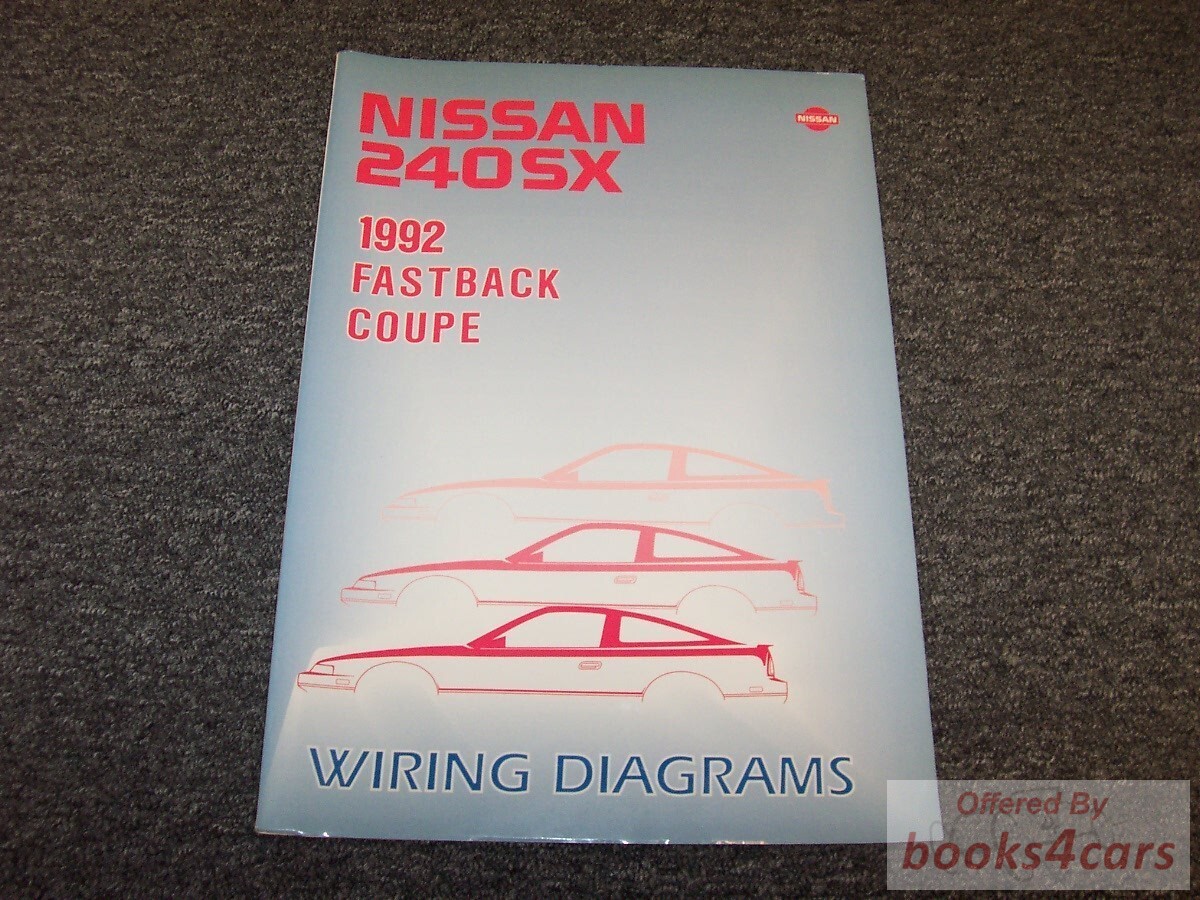 NISSAN
240SX
NISSAN
1992
FASTBACK
COUPE
WIRING DIAGRAMS
Offered By
books4cars